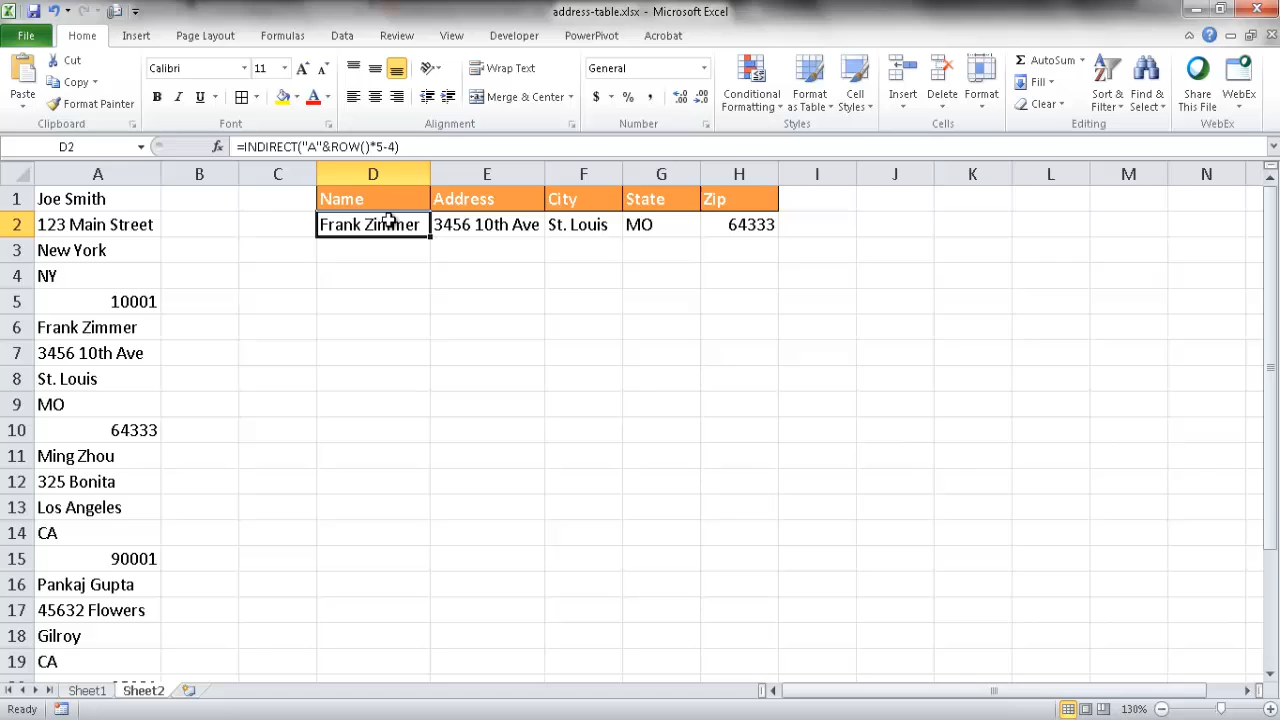 address-table.xlsx - Microsoft Excel
File Home Insert Page Layout Formulas Data Review View Developer PowerPivot Acrobat
Paste Cut Copy Format Painter Clipboard
Calibri 11 A A B I U A Font
Wrap Text Merge & Center Alignment
General $ % , .0 .00 .00 .0 Number
Conditional Formatting Format as Table Cell Styles Styles
Insert Delete Format Cells
Σ AutoSum Fill Clear Sort & Filter Find & Select Editing
Share This File WebEx WebEx
D2 fx =INDIRECT("A"&ROW()*5-4)
A B C D E F G H I J K L M N
1 Joe Smith Name Address City State Zip
2 123 Main Street Frank Zimmer 3456 10th Ave St. Louis MO 64333
3 New York
4 NY
5 10001
6 Frank Zimmer
7 3456 10th Ave
8 St. Louis
9 MO
10 64333
11 Ming Zhou
12 325 Bonita
13 Los Angeles
14 CA
15 90001
16 Pankaj Gupta
17 45632 Flowers
18 Gilroy
19 CA
Sheet1 Sheet2
Ready 130%